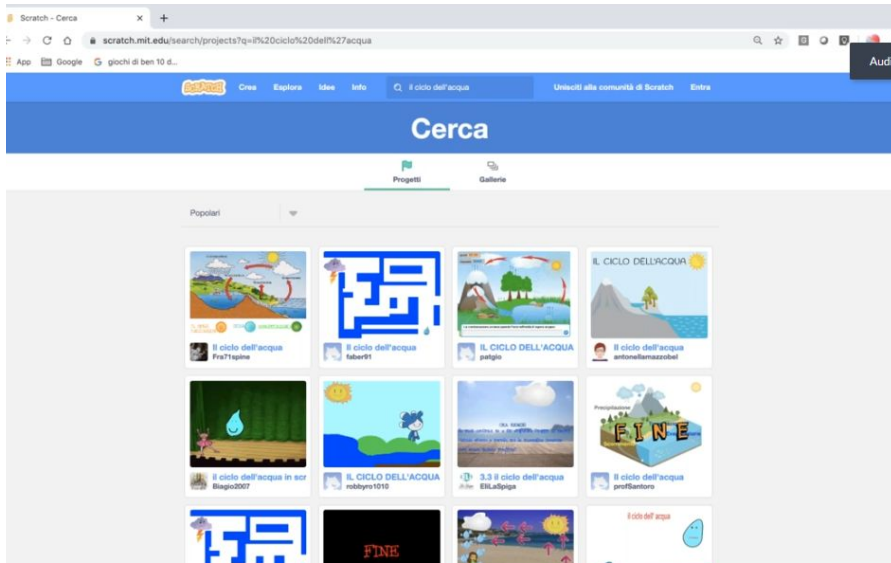 Scratch - Cerca
scratch.mit.edu/search/projects?q=il%20ciclo%20dell%27acqua
App Google giochi di ben 10 d...
Audi
SCRATCH Crea Esplora Idee Info il ciclo dell'acqua Unisciti alla comunità di Scratch Entra
Cerca
Progetti Gallerie
Popolari
IL CICLO DELL'ACQUA
Il ciclo dell'acqua
Fra71spine
Il ciclo dell'acqua
faber91
IL CICLO DELL'ACQUA
patgio
Il ciclo dell'acqua
antonellamazzobel
Precipitazione
FINE
il ciclo dell'acqua in scr
Biagio2007
IL CICLO DELL'ACQUA
robbyro1010
3.3 il ciclo dell'acqua
EliLaSpiga
Il ciclo dell'acqua
profSantoro
FINE
il ciclo dell' acqua